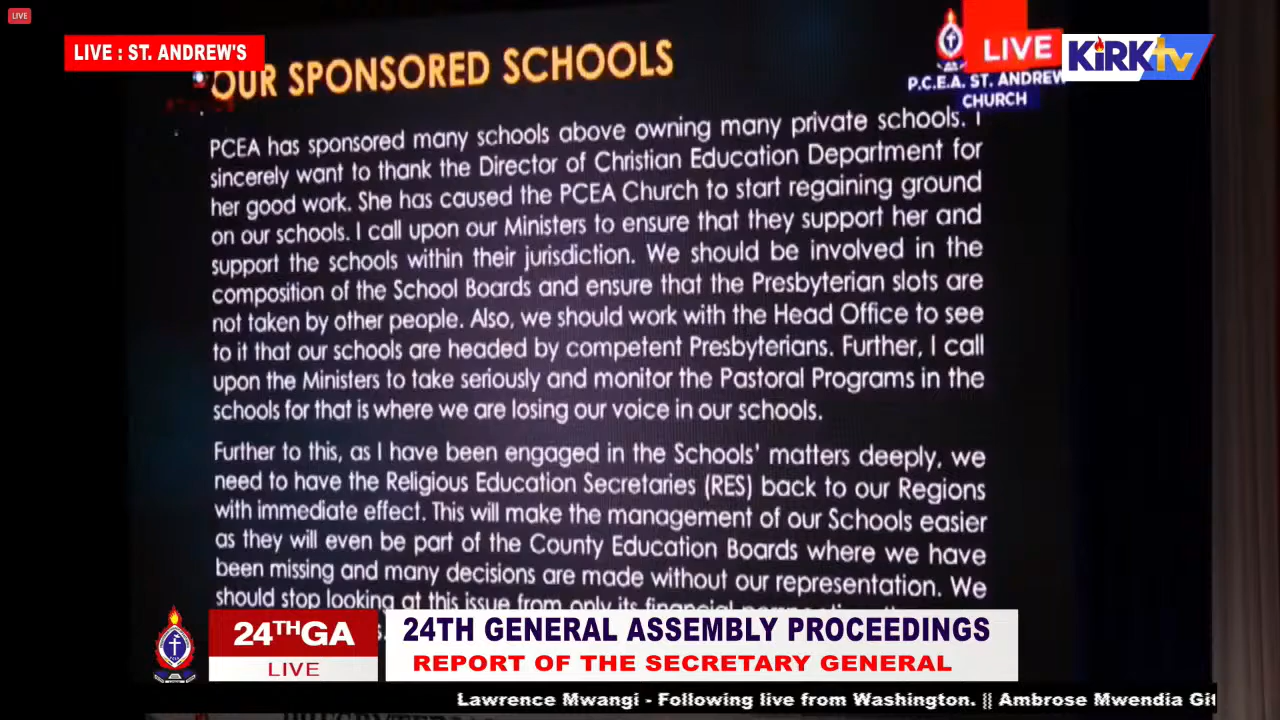 LIVE
LIVE : ST. ANDREW'S
OUR SPONSORED SCHOOLS
LIVE
KiRKtv
P.C.E.A. ST. ANDREW
CHURCH
PCEA has sponsored many schools above owning many private schools. I
sincerely want to thank the Director of Christian Education Department for
her good work. She has caused the PCEA Church to start regaining ground
on our schools. I call upon our Ministers to ensure that they support her and
support the schools within their jurisdiction. We should be involved in the
composition of the School Boards and ensure that the Presbyterian slots are
not taken by other people. Also, we should work with the Head Office to see
to it that our schools are headed by competent Presbyterians. Further, I call
upon the Ministers to take seriously and monitor the Pastoral Programs in the
schools for that is where we are losing our voice in our schools.
Further to this, as I have been engaged in the Schools' matters deeply, we
need to have the Religious Education Secretaries (RES) back to our Regions
with immediate effect. This will make the management of our Schools easier
as they will even be part of the County Education Boards where we have
been missing and many decisions are made without our representation. We
should stop looking at this issue from only its financial
24THGA
LIVE
24TH GENERAL ASSEMBLY PROCEEDINGS
REPORT OF THE SECRETARY GENERAL
Lawrence Mwangi - Following live from Washington. || Ambrose Mwendia Git